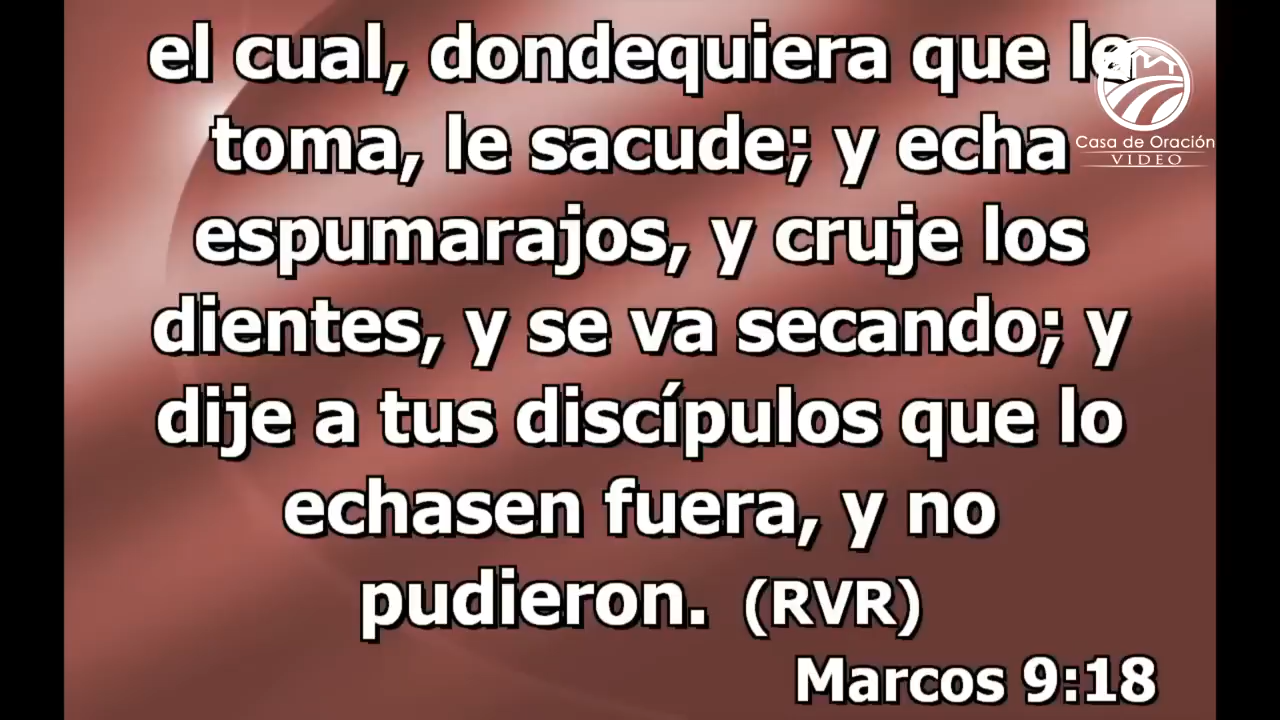 el cual, dondequiera que le
toma, le sacude; y echa
espumarajos, y cruje los
dientes, y se va secando; y
dije a tus discípulos que lo
echasen fuera, y no
pudieron. (RVR)
Marcos 9:18
Casa de Oración
VIDEO